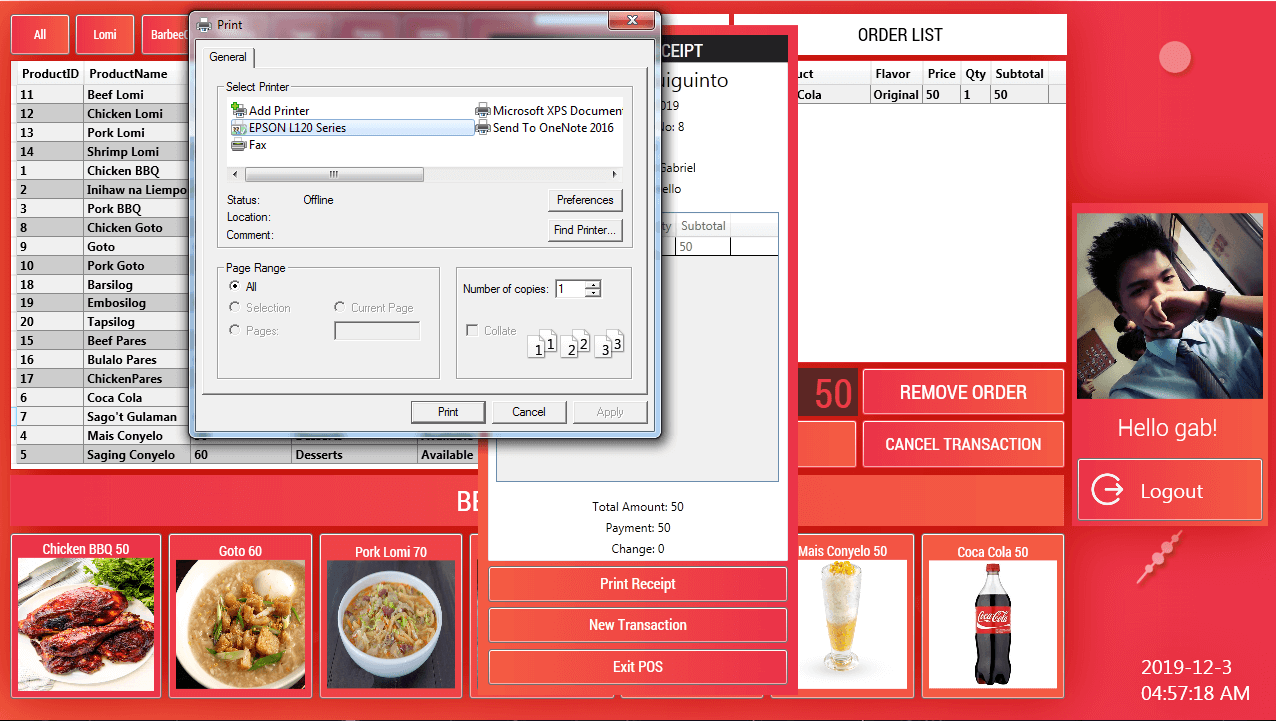 Print
General
Select Printer
Add Printer
EPSON L120 Series
Fax
Microsoft XPS Documen
Send To OneNote 2016
Status: Offline
Location:
Comment:
Preferences
Find Printer...
Page Range
All
Selection
Current Page
Pages:
Number of copies: 1
Collate
1 1 2 2 3 3
Print
Cancel
Apply
All
Lomi
ProductID ProductName
11 Beef Lomi
12 Chicken Lomi
13 Pork Lomi
14 Shrimp Lomi
1 Chicken BBQ
2 Inihaw na Liempo
3 Pork BBQ
8 Chicken Goto
9 Goto
10 Pork Goto
18 Barsilog
19 Embosilog
20 Tapsilog
15 Beef Pares
16 Bulalo Pares
17 ChickenPares
6 Coca Cola
7 Sago't Gulaman
4 Mais Conyelo
5 Saging Conyelo 60 Desserts Available
EIPT
iguinto
2019
No: 8
Gabriel
ello
ty Subtotal
50
Total Amount: 50
Payment: 50
Change: 0
Print Receipt
New Transaction
Exit POS
ORDER LIST
uct Flavor Price Qty Subtotal
Cola Original 50 1 50
50
REMOVE ORDER
CANCEL TRANSACTION
Hello gab!
Logout
BE
Chicken BBQ 50
Goto 60
Pork Lomi 70
Mais Conyelo 50
Coca Cola 50
Coca-Cola
2019-12-3
04:57:18 AM